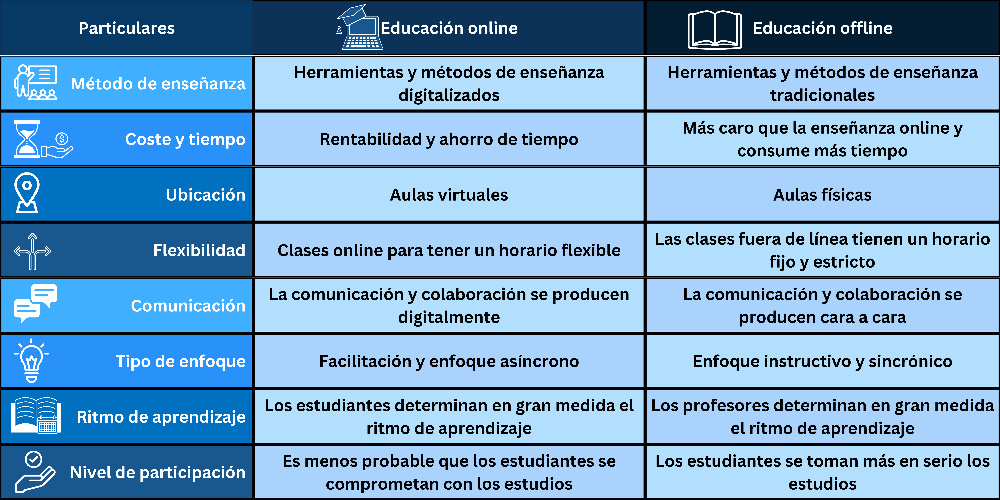 Particulares
Educación online
Educación offline
Método de enseñanza
Herramientas y métodos de enseñanza
digitalizados
Herramientas y métodos de enseñanza
tradicionales
Coste y tiempo
Rentabilidad y ahorro de tiempo
Más caro que la enseñanza online y
consume más tiempo
Ubicación
Aulas virtuales
Aulas físicas
Flexibilidad
Clases online para tener un horario flexible
Las clases fuera de línea tienen un horario
fijo y estricto
Comunicación
La comunicación y colaboración se producen
digitalmente
La comunicación y colaboración se
producen cara a cara
Tipo de enfoque
Facilitación y enfoque asíncrono
Enfoque instructivo y sincrónico
Ritmo de aprendizaje
Los estudiantes determinan en gran medida el
ritmo de aprendizaje
Los profesores determinan en gran medida
el ritmo de aprendizaje
Nivel de participación
Es menos probable que los estudiantes se
comprometan con los estudios
Los estudiantes se toman más en serio los
estudios